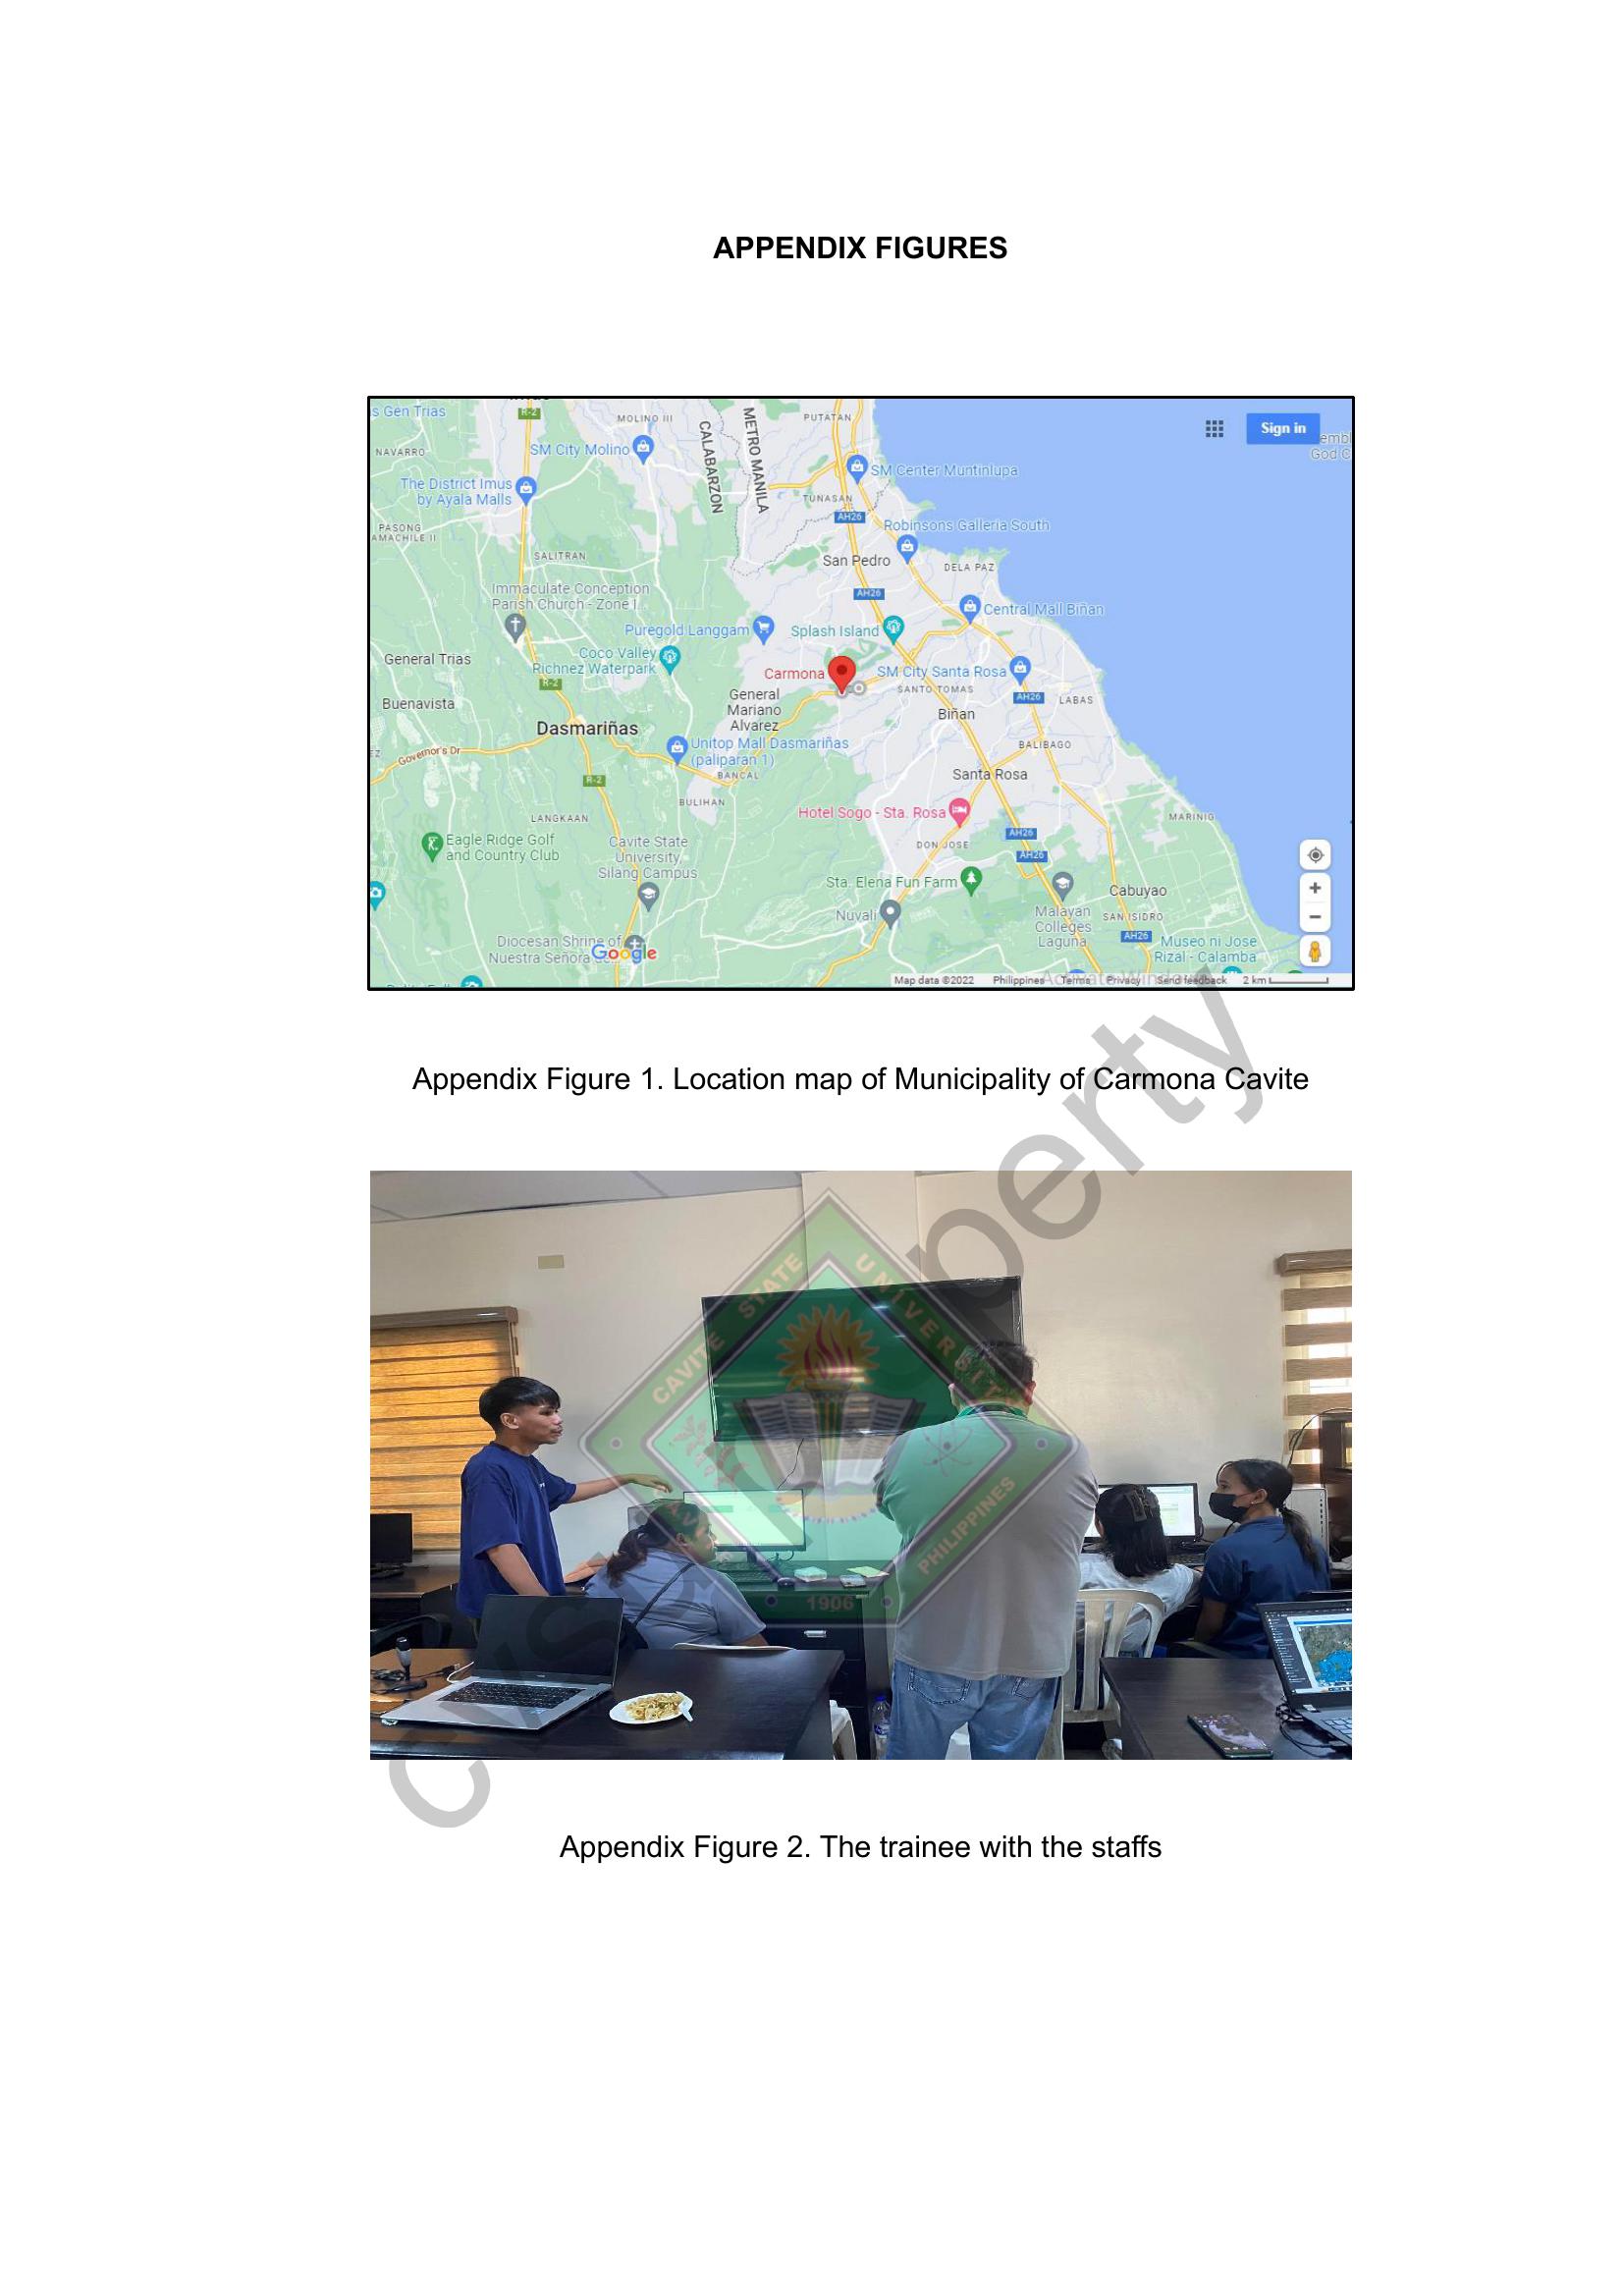 APPENDIX FIGURES
s Gen Trias
R-2
MOLINO III
CALABARZON
METRO MANILA
PUTATAN
Sign in
embl
God C
NAVARRO
SM City Molino
SM Center Muntinlupa
The District Imus
by Ayala Malls
TUNASAN
AH26
PASONG
AMACHILE II
Robinsons Galleria South
SALITRAN
San Pedro
DELA PAZ
Immaculate Conception
Parish Church - Zone I
AH26
Central Mall Biñan
Puregold Langgam
Splash Island
General Trias
Coco Valley
Richnez Waterpark
Carmona
SM City Santa Rosa
R-2
SANTO TOMAS
AH26
LABAS
Buenavista
General
Mariano
Alvarez
Biñan
Dasmariñas
Governor's Dr
Unitop Mall Dasmariñas
(paliparan 1)
BALIBAGO
BANCAL
Santa Rosa
R-2
BULIHAN
LANGKAAN
Hotel Sogo - Sta. Rosa
MARINIG
AH26
Eagle Ridge Golf
and Country Club
Cavite State
University,
Silang Campus
DON JOSE
AH26
Sta. Elena Fun Farm
Cabuyao
Nuvali
Malayan
Colleges
Laguna
SAN ISIDRO
AH26
Diocesan Shrine of
Nuestra Señora de
Google
Museo ni Jose
Rizal - Calamba
Map data ©2022 Philippines Terms Privacy Send feedback 2 km
Appendix Figure 1. Location map of Municipality of Carmona Cavite
CAVITE STATE UNIVERSITY
CAVITE
PHILIPPINES
1906
Appendix Figure 2. The trainee with the staffs